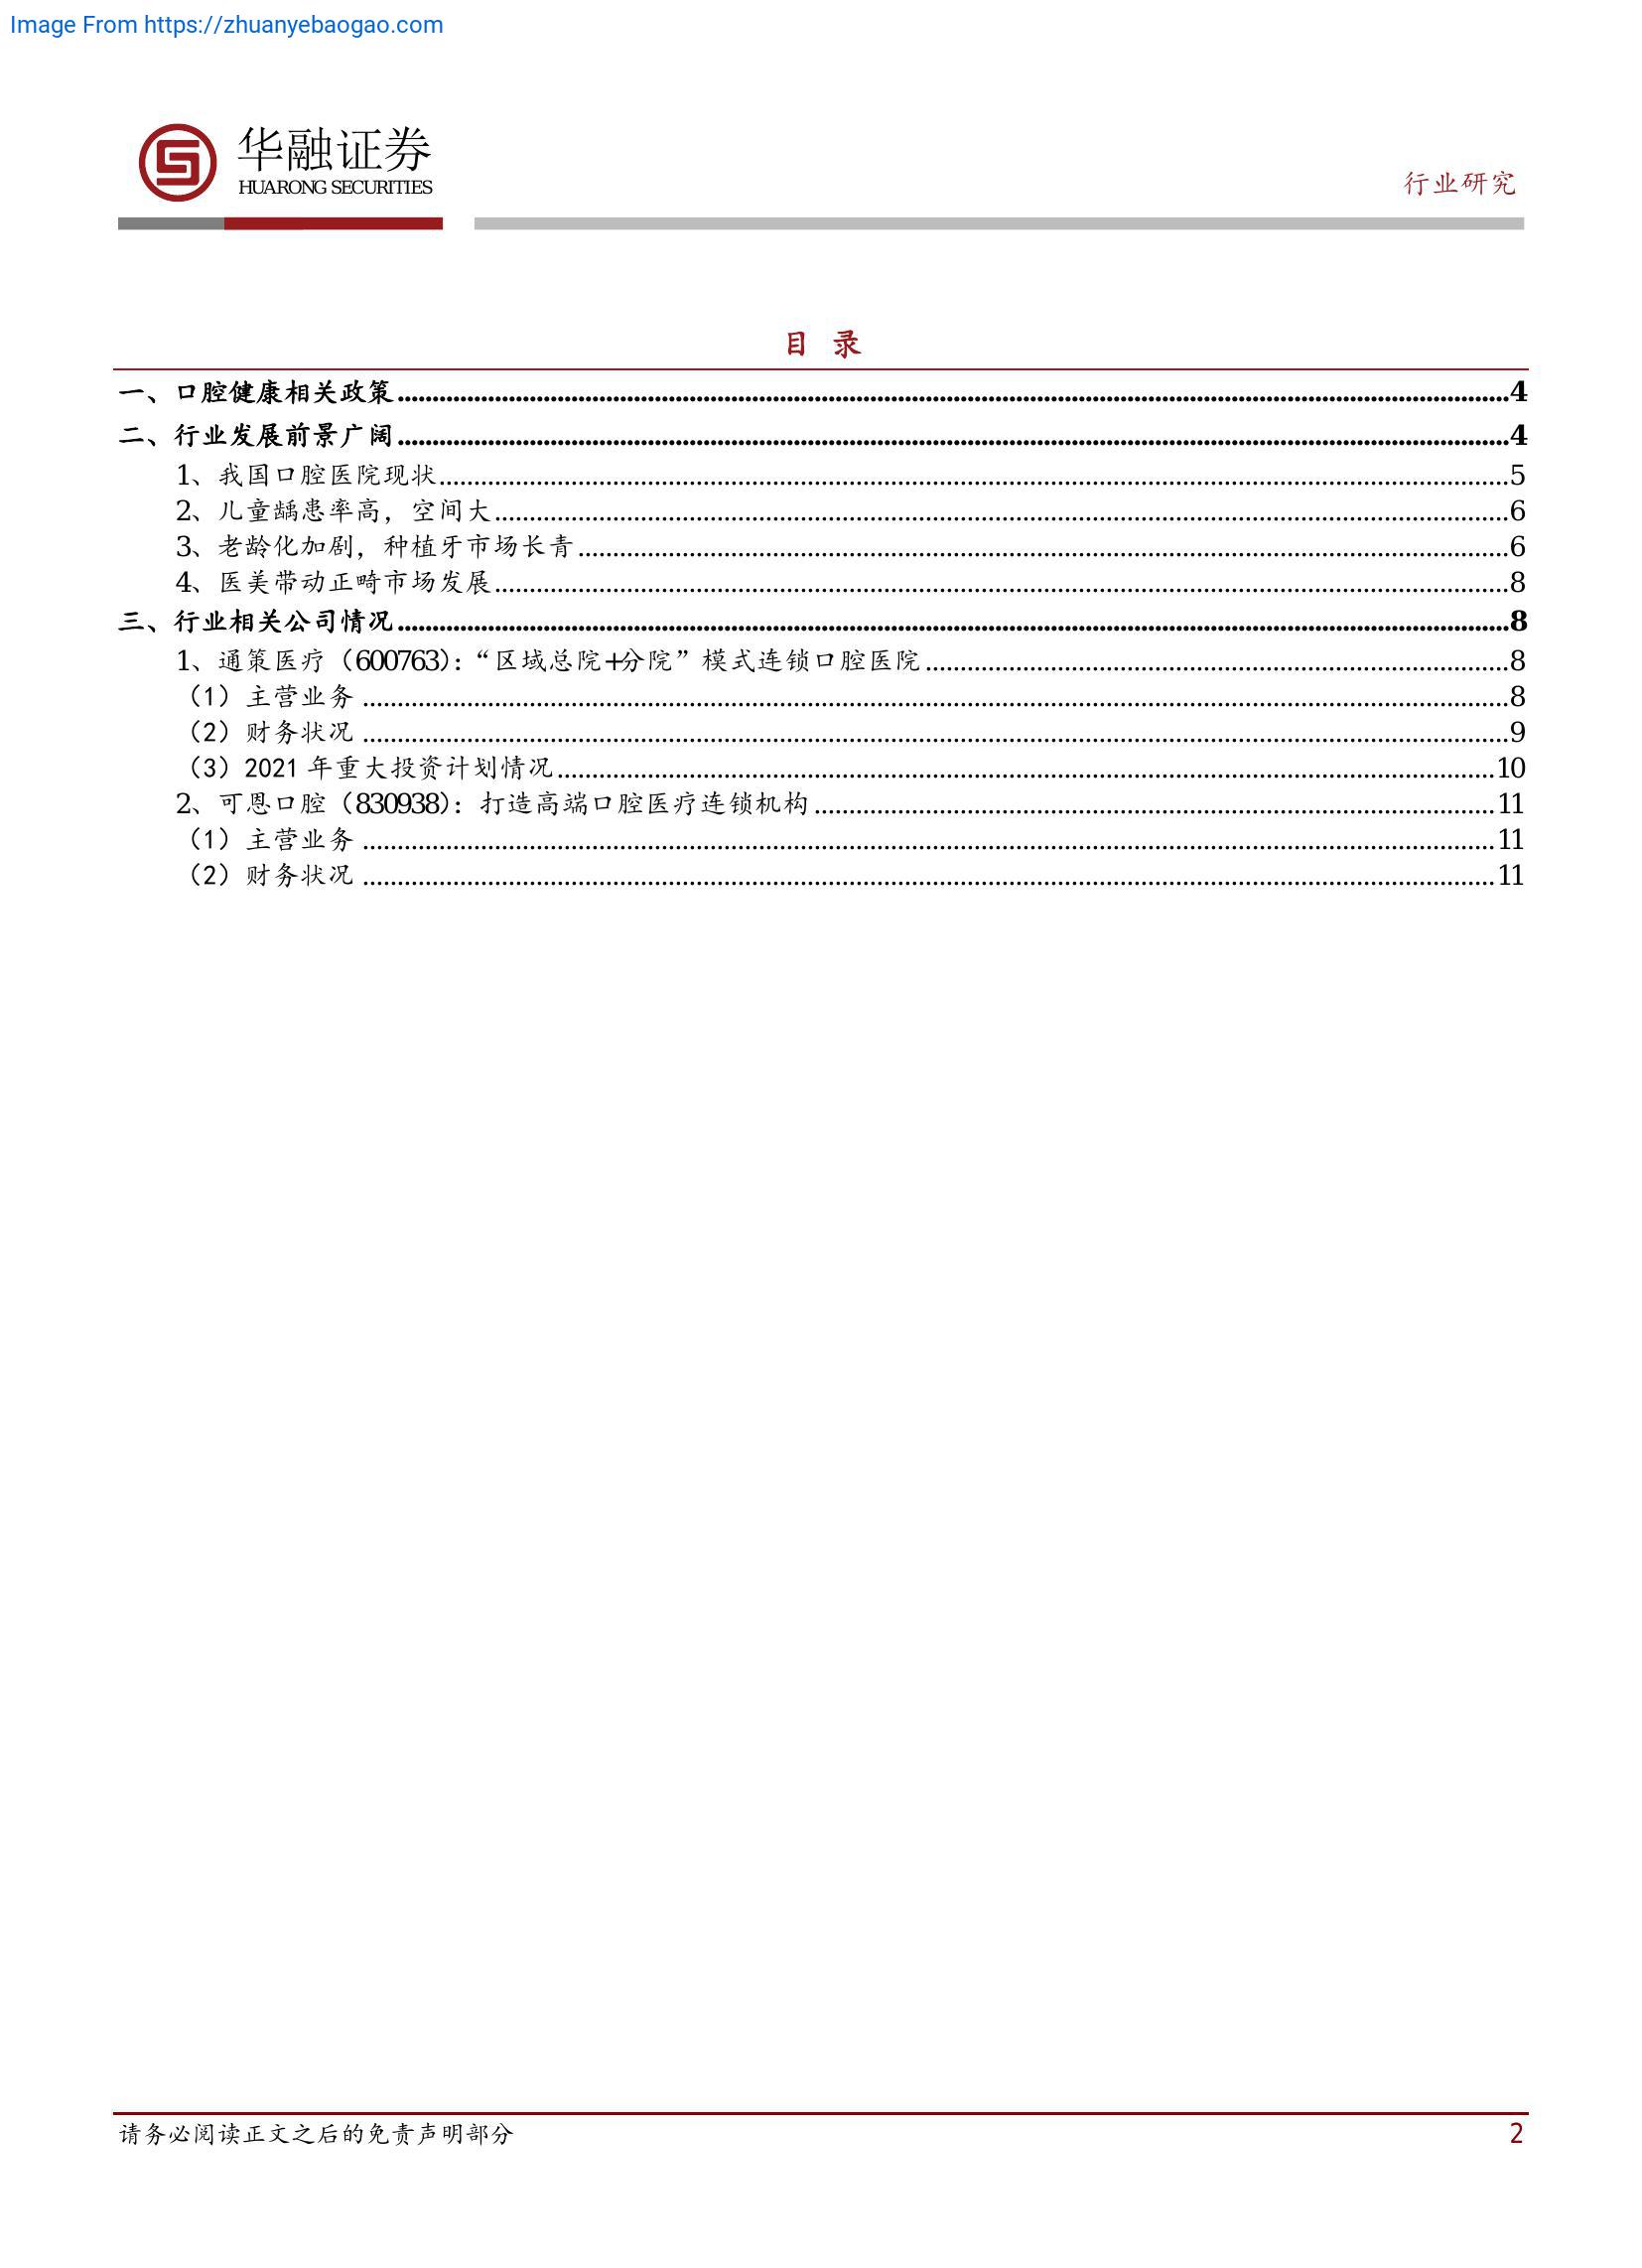 Image From https://zhuanyebaogao.com
华融证券
HUARONG SECURITIES
行业研究
目 录
一、口腔健康相关政策................4
二、行业发展前景广阔................4
1、我国口腔医院现状................5
2、儿童龋患率高，空间大................6
3、老龄化加剧，种植牙市场长青................6
4、医美带动正畸市场发展................8
三、行业相关公司情况................8
1、通策医疗（600763）：“区域总院+分院”模式连锁口腔医院................8
（1）主营业务................8
（2）财务状况................9
（3）2021 年重大投资计划情况................10
2、可恩口腔（830938）：打造高端口腔医疗连锁机构................11
（1）主营业务................11
（2）财务状况................11
请务必阅读正文之后的免责声明部分 2